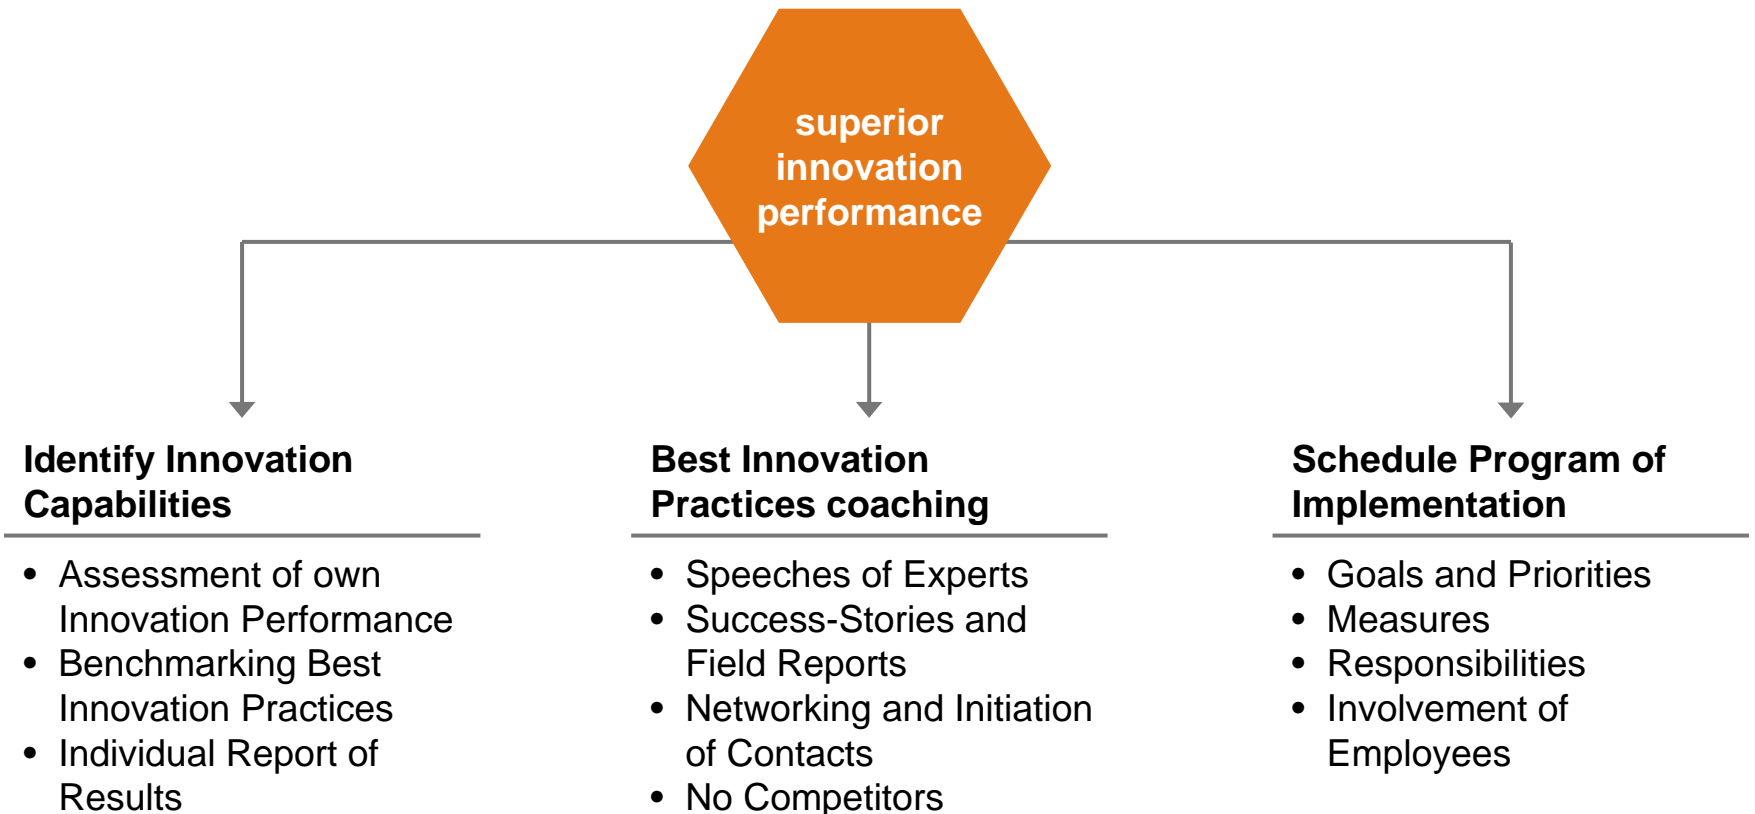 superior
innovation
performance
Identify Innovation
Capabilities
• Assessment of own
Innovation Performance
• Benchmarking Best
Innovation Practices
• Individual Report of
Results
Best Innovation
Practices coaching
• Speeches of Experts
• Success-Stories and
Field Reports
• Networking and Initiation
of Contacts
• No Competitors
Schedule Program of
Implementation
• Goals and Priorities
• Measures
• Responsibilities
• Involvement of
Employees